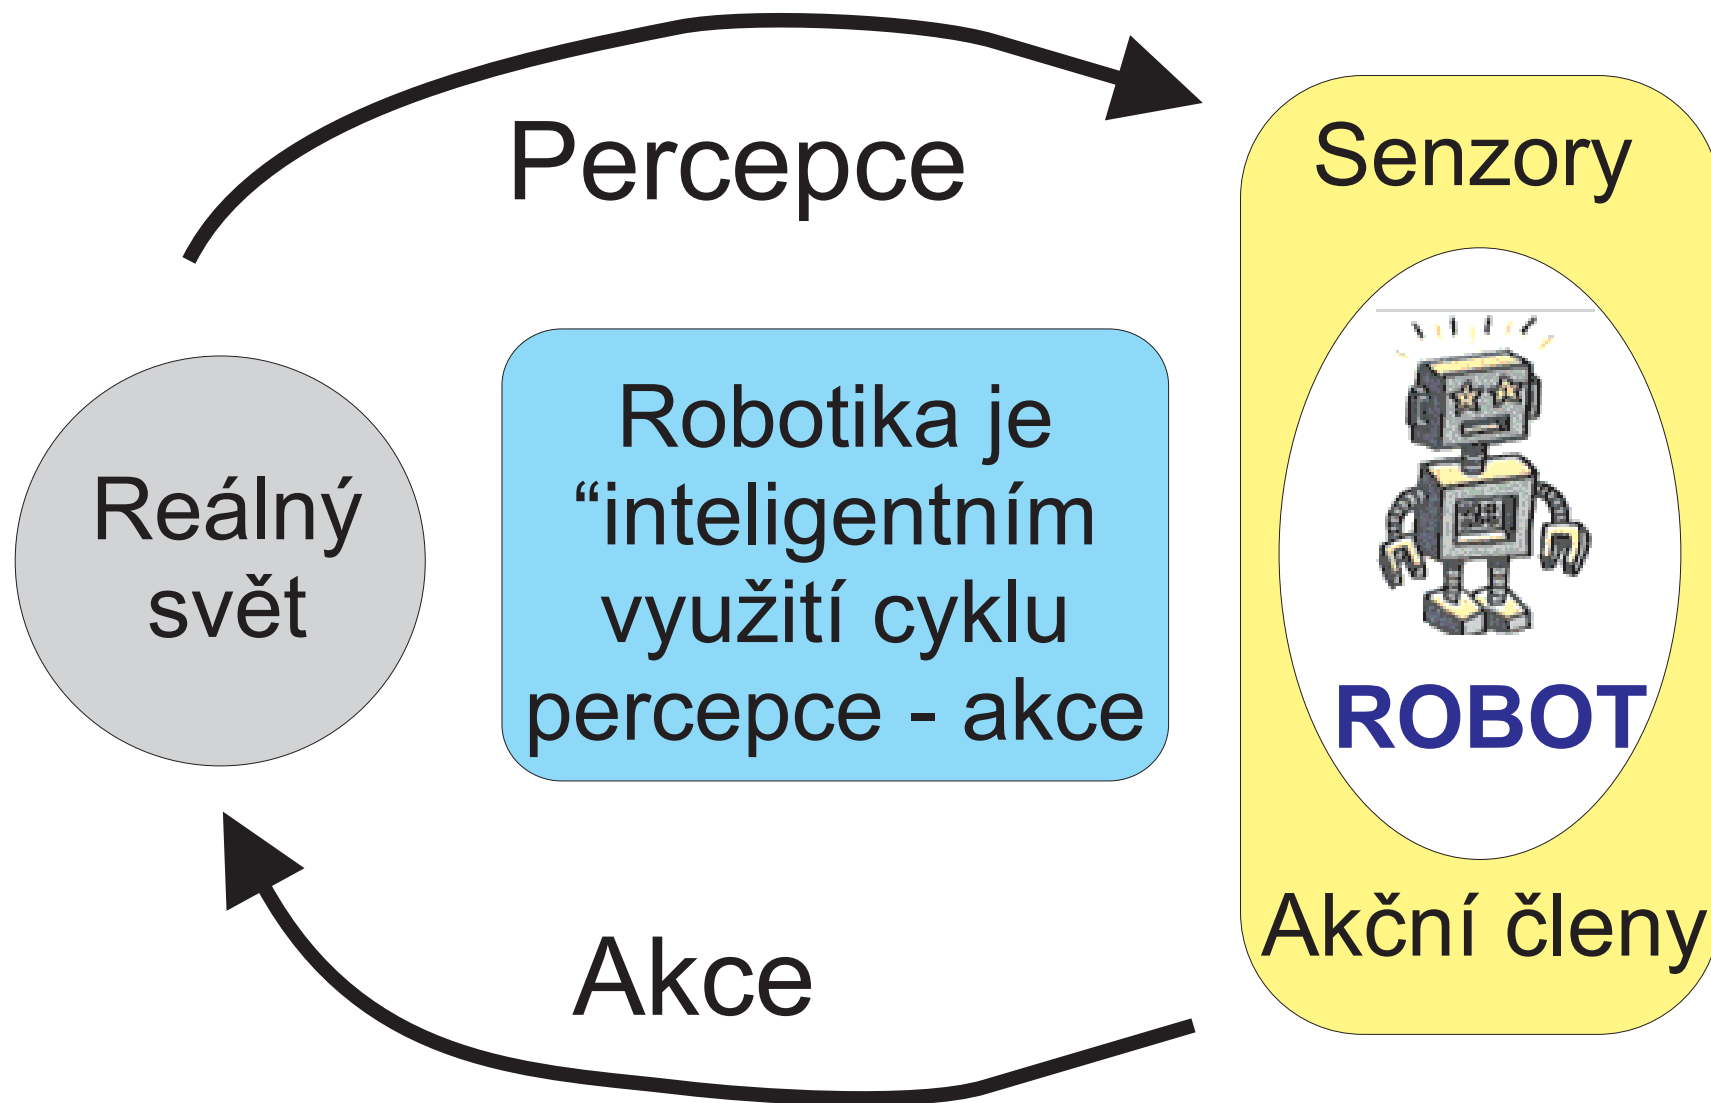 Percepce
Senzory
Reálný
svět
Robotika je
“inteligentním
využití cyklu
percepce - akce
ROBOT
Akční členy
Akce